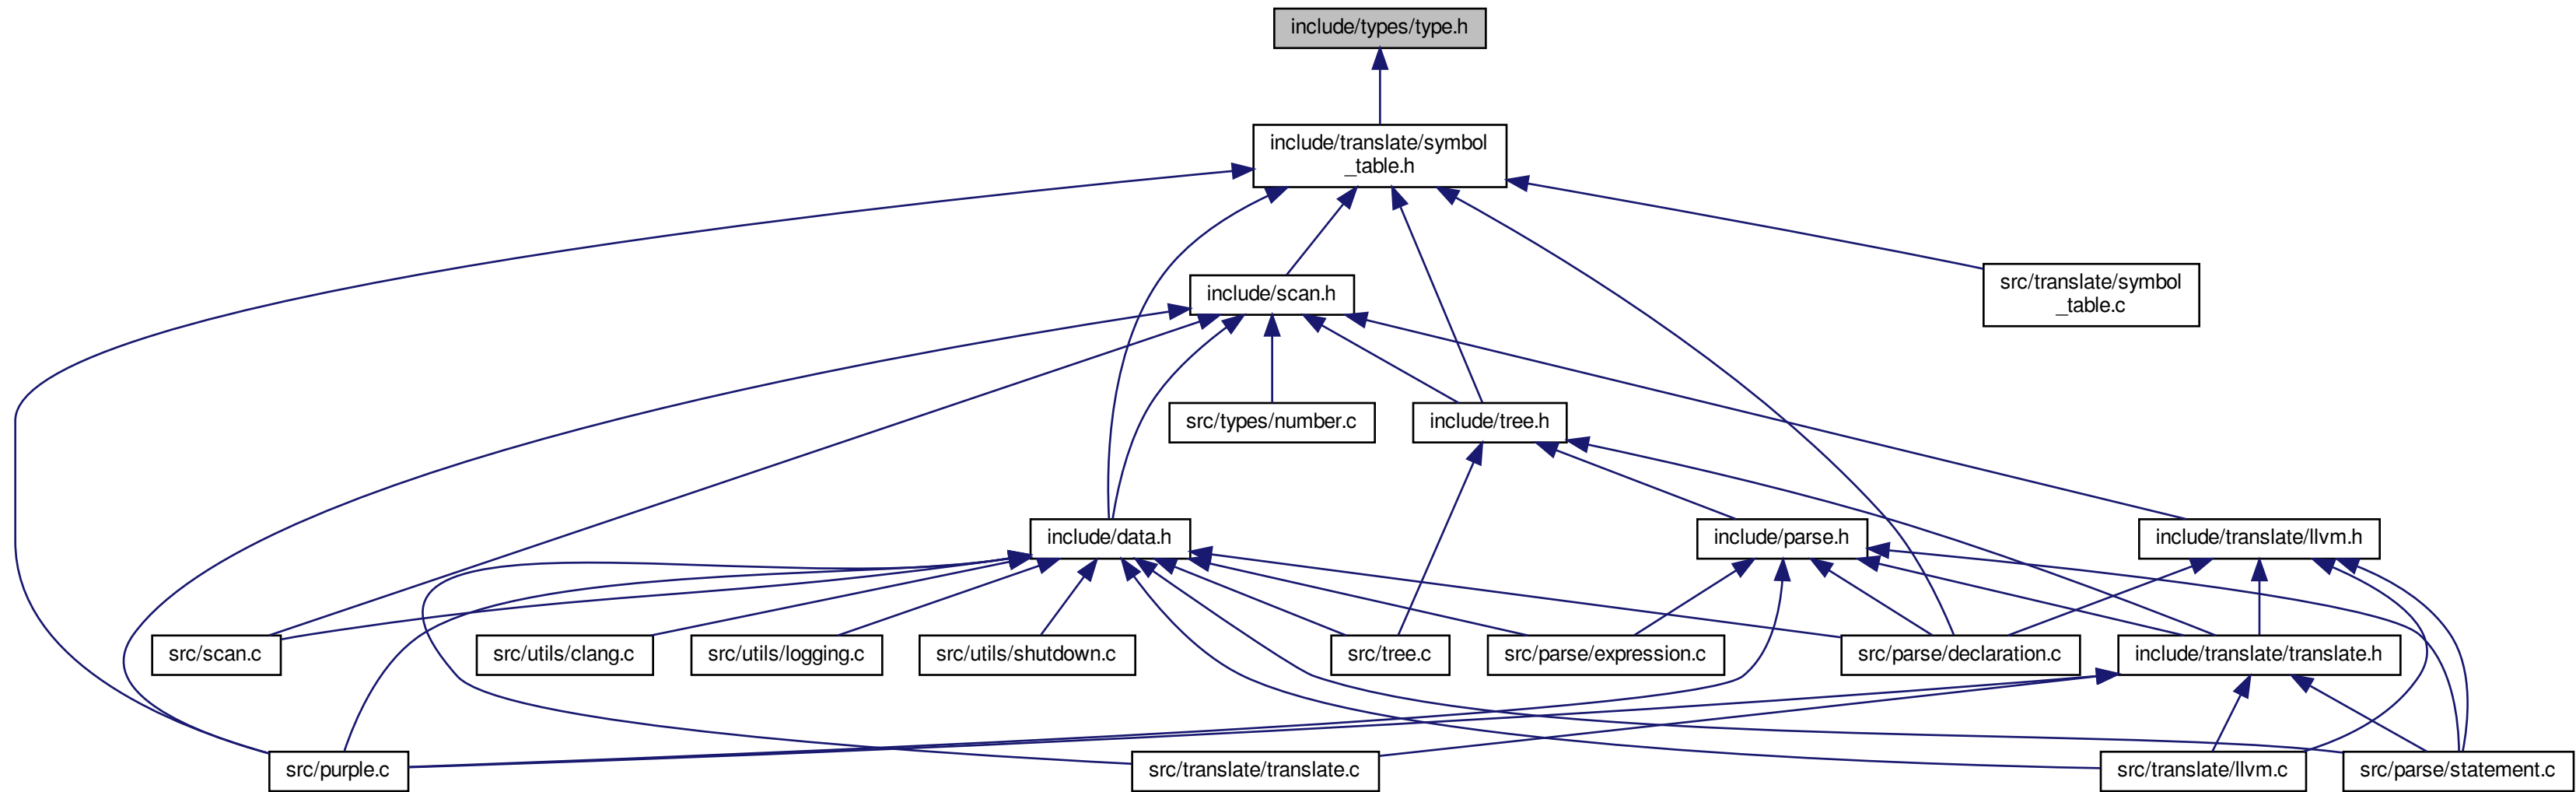 include/types/type.h
include/translate/symbol
_table.h
include/scan.h
src/translate/symbol
_table.c
src/types/number.c
include/tree.h
include/data.h
include/parse.h
include/translate/llvm.h
src/scan.c
src/utils/clang.c
src/utils/logging.c
src/utils/shutdown.c
src/tree.c
src/parse/expression.c
src/parse/declaration.c
include/translate/translate.h
src/purple.c
src/translate/translate.c
src/translate/llvm.c
src/parse/statement.c